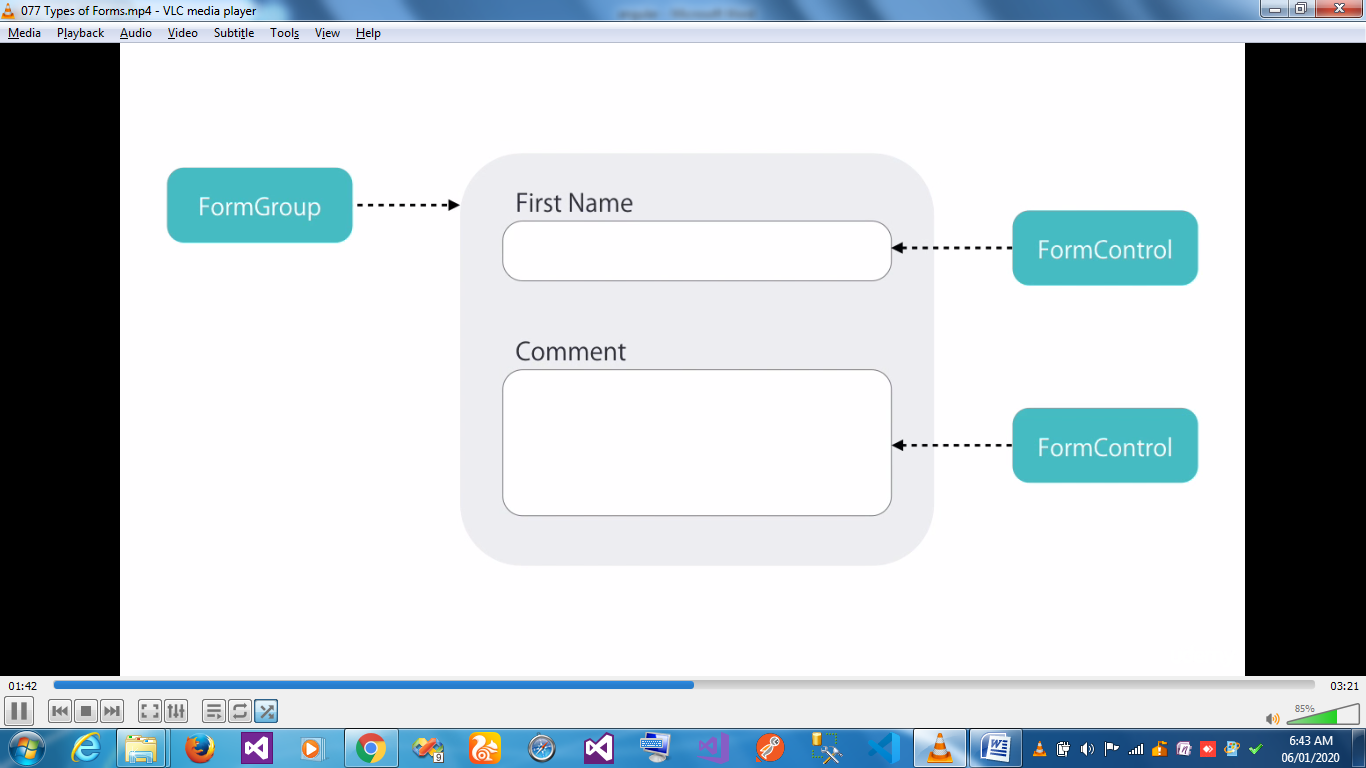 077 Types of Forms.mp4 - VLC media player
Media Playback Audio Video Subtitle Tools View Help
FormGroup
First Name
FormControl
Comment
FormControl
01:42
03:21
85%
9
6:43 AM
06/01/2020